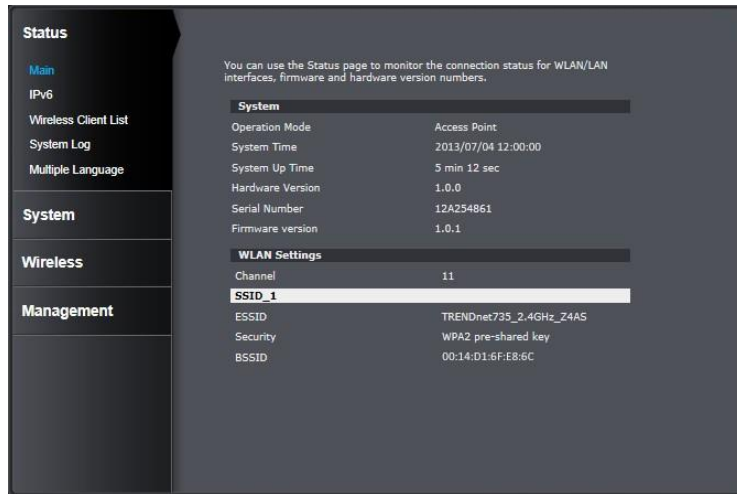 Status
Main
IPv6
Wireless Client List
System Log
Multiple Language
System
Wireless
Management
You can use the Status page to monitor the connection status for WLAN/LAN
interfaces, firmware and hardware version numbers.
System
Operation Mode Access Point
System Time 2013/07/04 12:00:00
System Up Time 5 min 12 sec
Hardware Version 1.0.0
Serial Number 12A254861
Firmware version 1.0.1
WLAN Settings
Channel 11
SSID_1
ESSID TRENDnet735_2.4GHz_Z4AS
Security WPA2 pre-shared key
BSSID 00:14:D1:6F:E8:6C